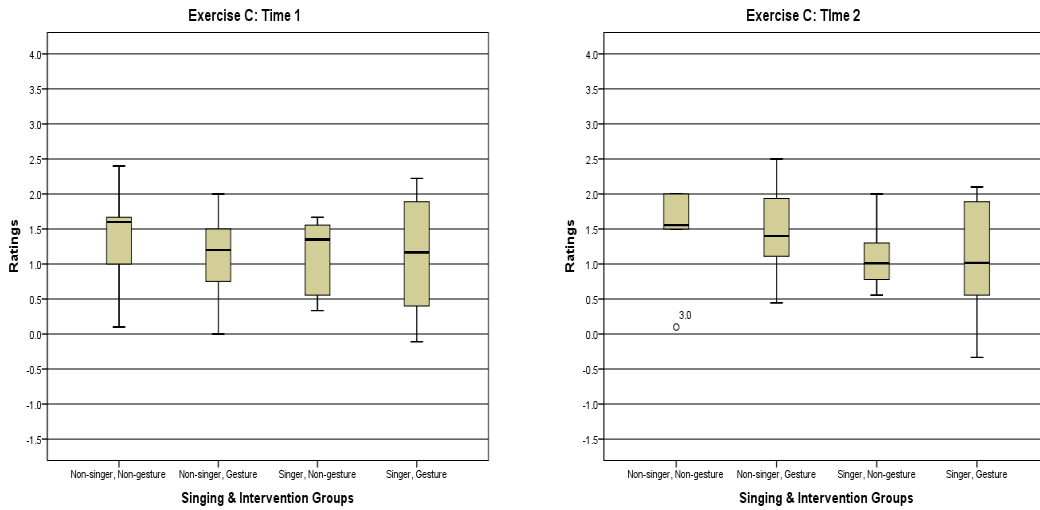 Exercise C: Time 1
4.0
3.5
3.0
2.5
2.0
1.5
1.0
0.5
0.0
-0.5
-1.0
-1.5
Ratings
Non-singer, Non-gesture
Non-singer, Gesture
Singer, Non-gesture
Singer, Gesture
Singing & Intervention Groups
Exercise C: TIme 2
4.0
3.5
3.0
2.5
2.0
1.5
1.0
0.5
0.0
-0.5
-1.0
-1.5
Ratings
3.0
Non-singer, Non-gesture
Non-singer, Gesture
Singer, Non-gesture
Singer, Gesture
Singing & Intervention Groups